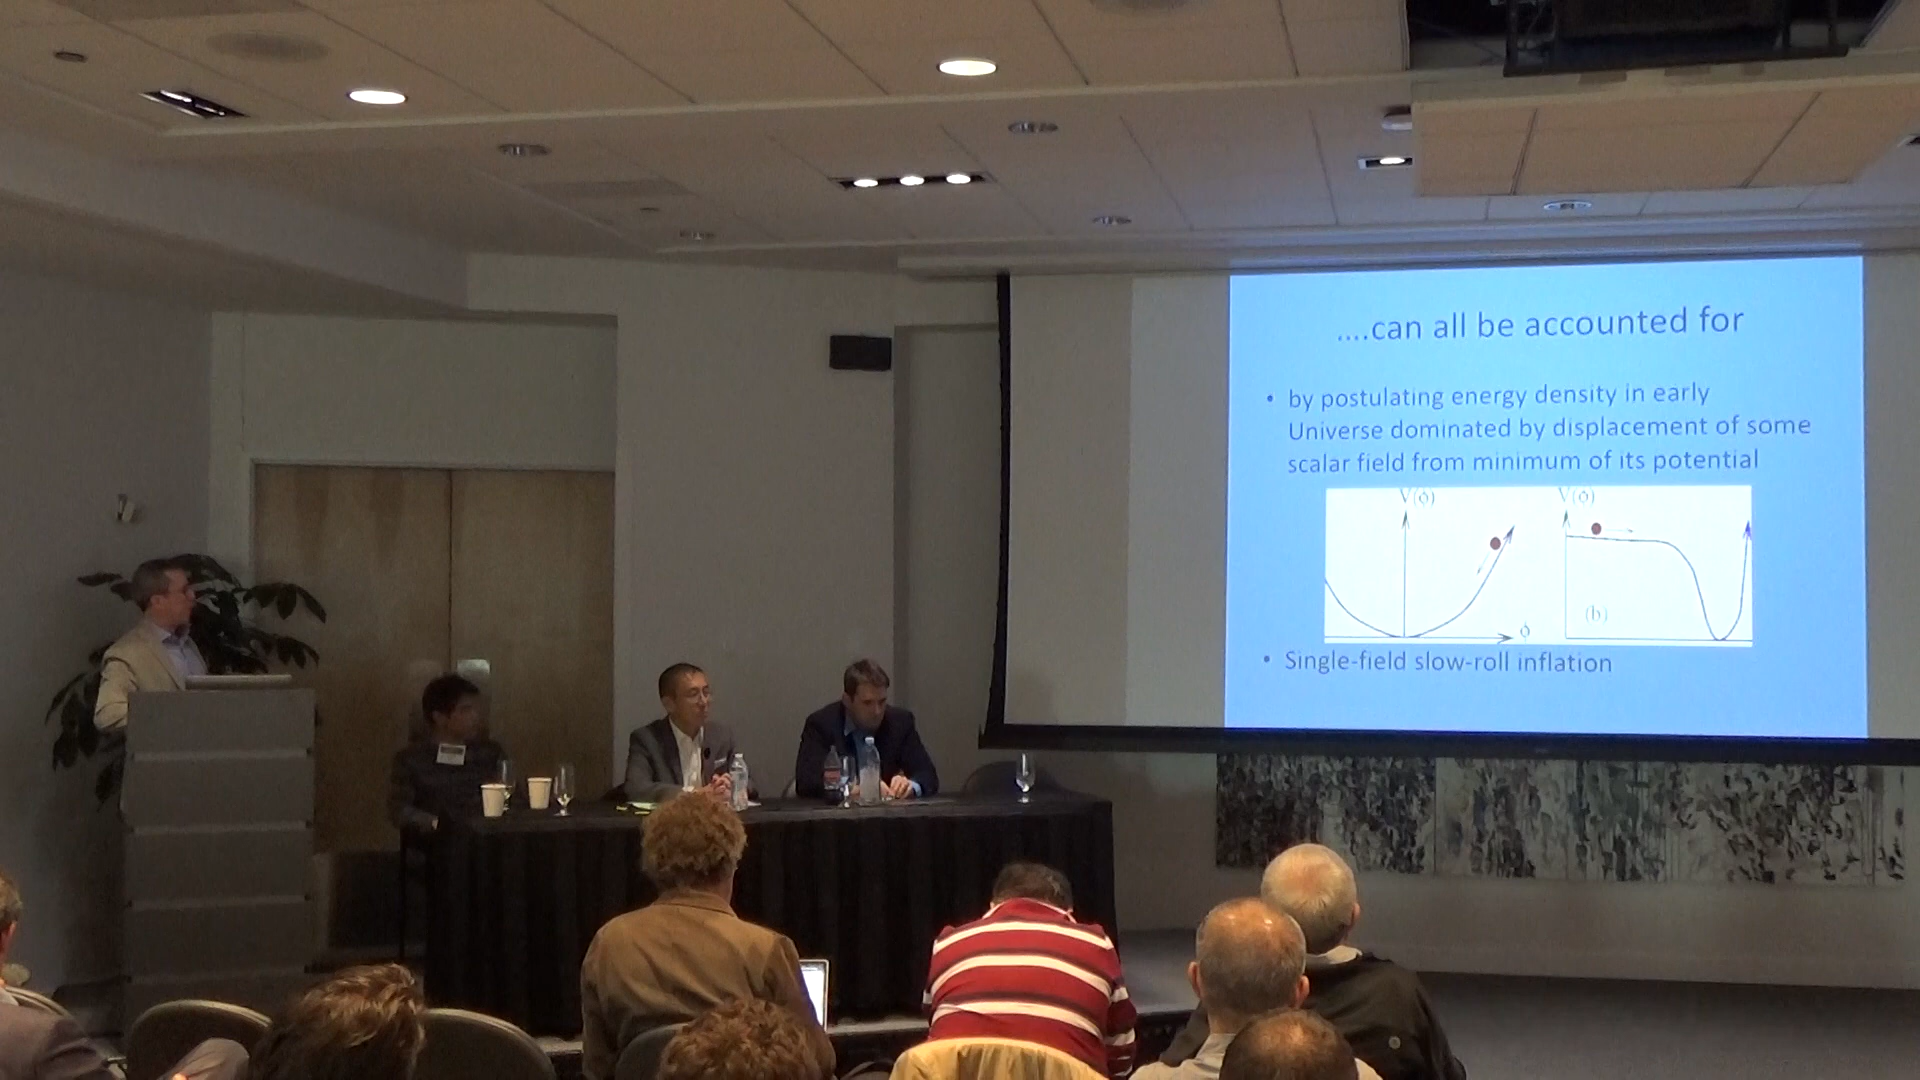 ....can all be accounted for
• by postulating energy density in early
Universe dominated by displacement of some
scalar field from minimum of its potential
V(ϕ)
V(ϕ)
(b)
ϕ
• Single-field slow-roll inflation